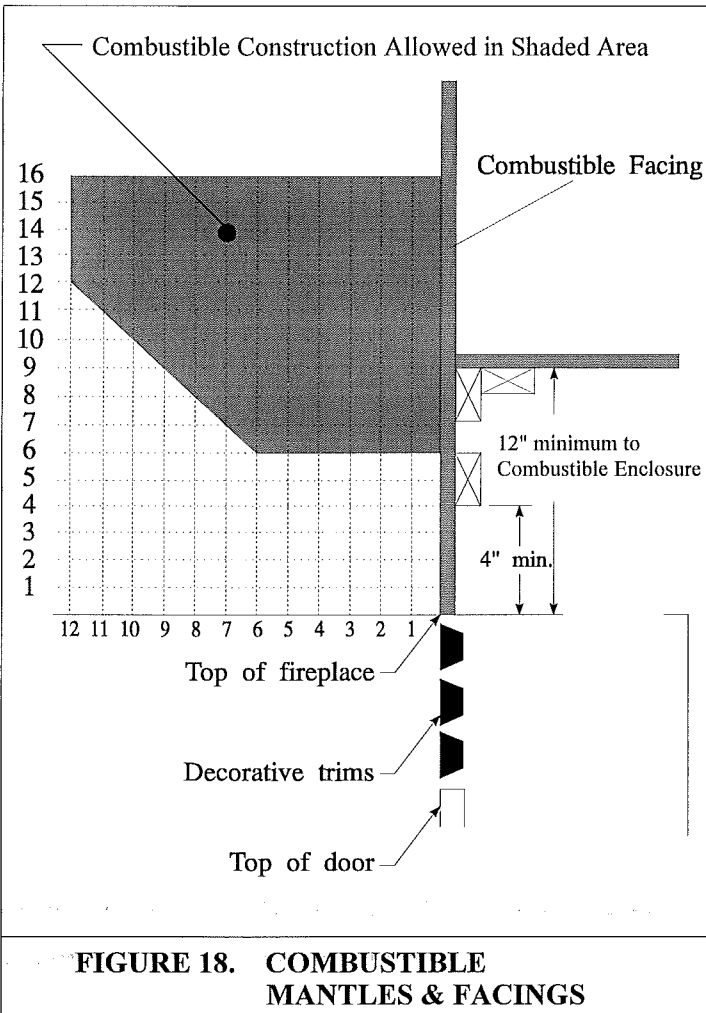 Combustible Construction Allowed in Shaded Area
Combustible Facing
16
15
14
13
12
11
10
9
8
7
6
5
4
3
2
1
12" minimum to
Combustible Enclosure
4" min.
12 11 10 9 8 7 6 5 4 3 2 1
Top of fireplace
Decorative trims
Top of door
FIGURE 18. COMBUSTIBLE
MANTLES & FACINGS